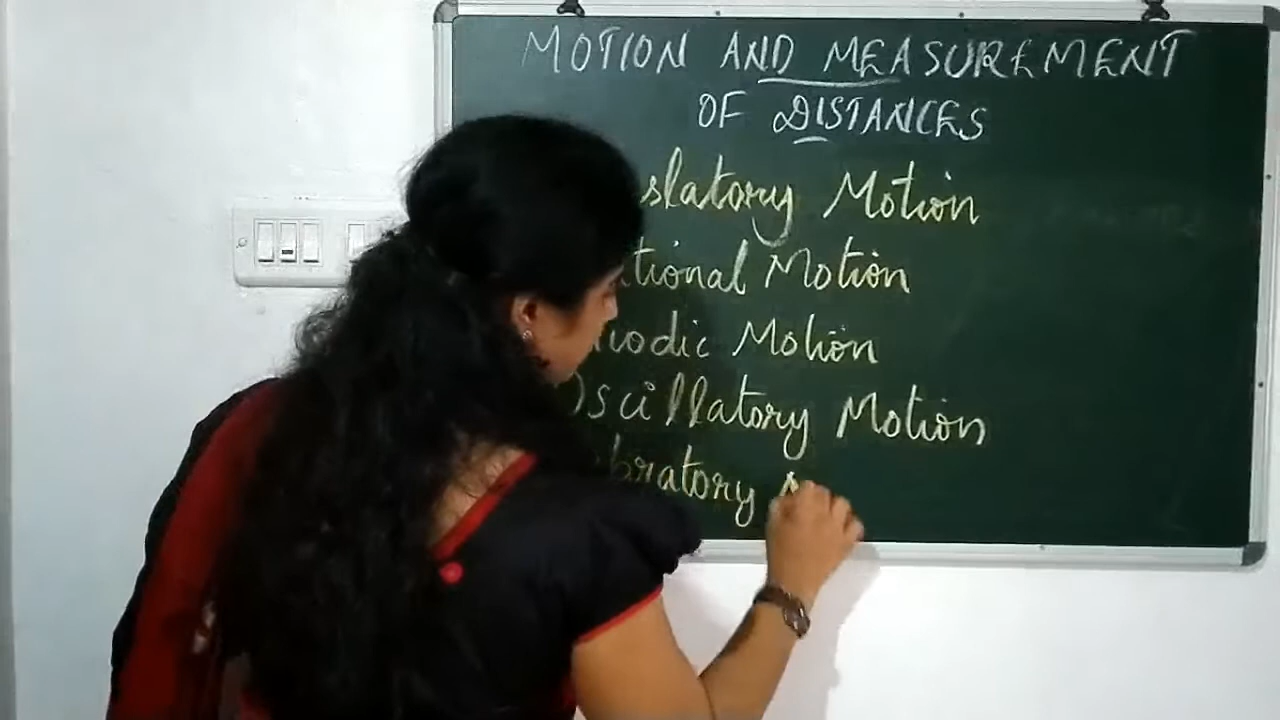 MOTION AND MEASUREMENT
OF DISTANCES
slatory Motion
tional Motion
iodic Motion
Oscillatory Motion
bratory